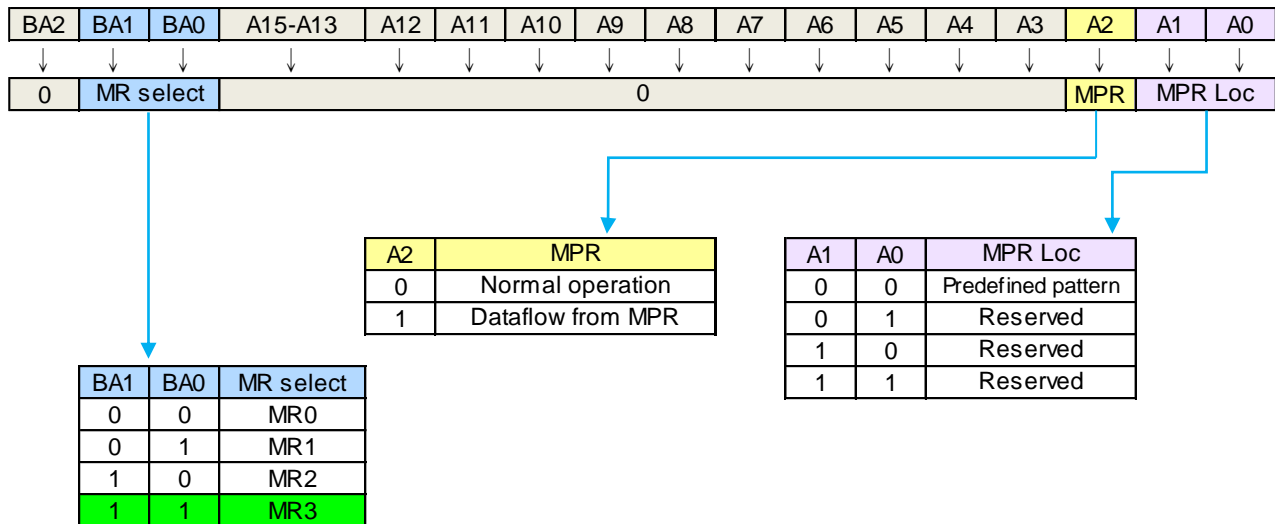 BA2 BA1 BA0 A15-A13 A12 A11 A10 A9 A8 A7 A6 A5 A4 A3 A2 A1 A0
0 MR select 0 MPR MPR Loc
A2 MPR
0 Normal operation
1 Dataflow from MPR
A1 A0 MPR Loc
0 0 Predefined pattern
0 1 Reserved
1 0 Reserved
1 1 Reserved
BA1 BA0 MR select
0 0 MR0
0 1 MR1
1 0 MR2
1 1 MR3